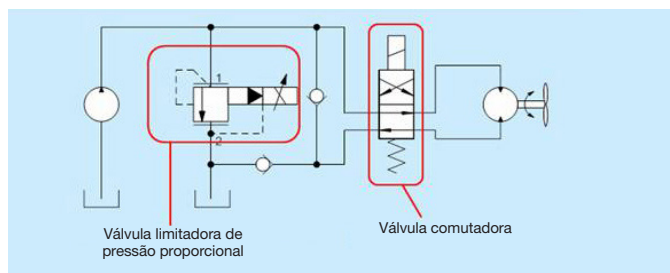 1
2
Válvula limitadora de
pressão proporcional
Válvula comutadora